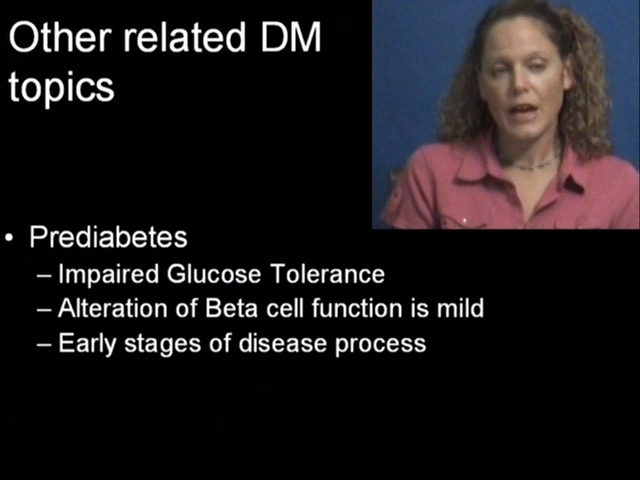 Other related DM
topics
• Prediabetes
– Impaired Glucose Tolerance
– Alteration of Beta cell function is mild
– Early stages of disease process